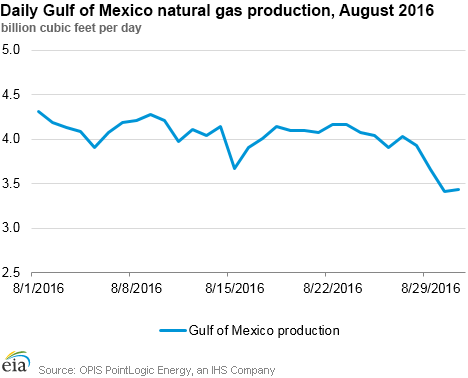 Daily Gulf of Mexico natural gas production, August 2016
billion cubic feet per day
5.0
4.5
4.0
3.5
3.0
2.5
8/1/2016 8/8/2016 8/15/2016 8/22/2016 8/29/2016
Gulf of Mexico production
eia Source: OPIS PointLogic Energy, an IHS Company